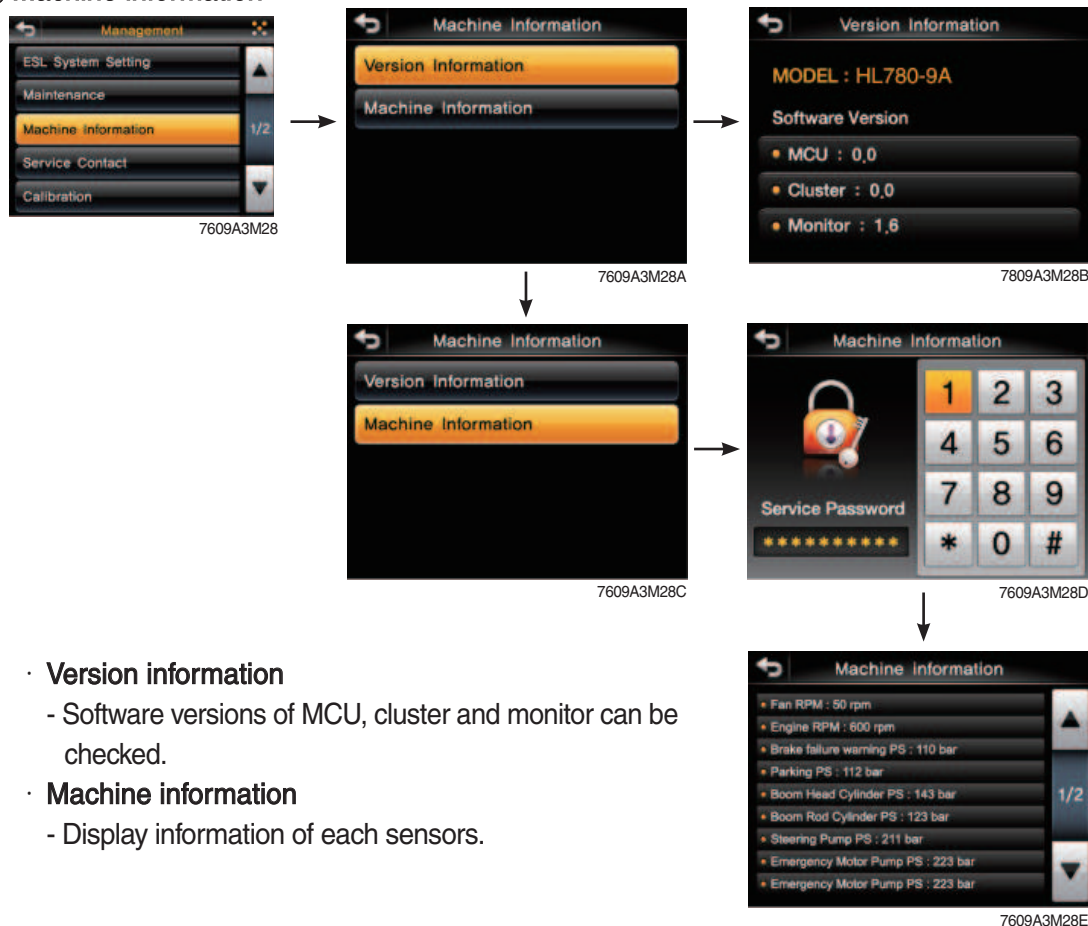 Machine Information
Management
ESL System Setting
Maintenance
Machine Information
1/2
Service Contact
Calibration
7609A3M28
Machine Information
Version Information
Machine Information
7609A3M28A
Version Information
MODEL : HL780-9A
Software Version
• MCU : 0.0
• Cluster : 0.0
• Monitor : 1.6
7809A3M28B
Machine Information
Version Information
Machine Information
7609A3M28C
Machine Information
1 2 3
4 5 6
7 8 9
* 0 #
Service Password
**********
7609A3M28D
· Version information
- Software versions of MCU, cluster and monitor can be
checked.
· Machine information
- Display information of each sensors.
Machine information
• Fan RPM : 50 rpm
• Engine RPM : 600 rpm
• Brake failure warning PS : 110 bar
• Parking PS : 112 bar
• Boom Head Cylinder PS : 143 bar
• Boom Rod Cylinder PS : 123 bar
• Steering Pump PS : 211 bar
• Emergency Motor Pump PS : 223 bar
• Emergency Motor Pump PS : 223 bar
1/2
7609A3M28E